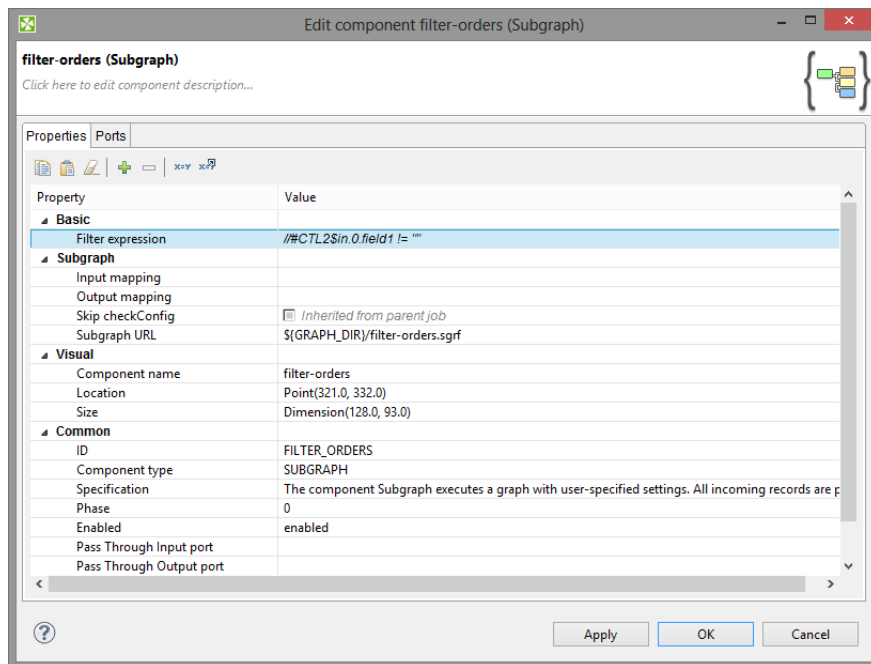 Edit component filter-orders (Subgraph)
filter-orders (Subgraph)
Click here to edit component description...
Properties Ports
Property Value
Basic
Filter expression //#CTL2$in.0.field1 != ""
Subgraph
Input mapping
Output mapping
Skip checkConfig Inherited from parent job
Subgraph URL ${GRAPH_DIR}/filter-orders.sgrf
Visual
Component name filter-orders
Location Point(321.0, 332.0)
Size Dimension(128.0, 93.0)
Common
ID FILTER_ORDERS
Component type SUBGRAPH
Specification The component Subgraph executes a graph with user-specified settings. All incoming records are p
Phase 0
Enabled enabled
Pass Through Input port
Pass Through Output port
Apply OK Cancel